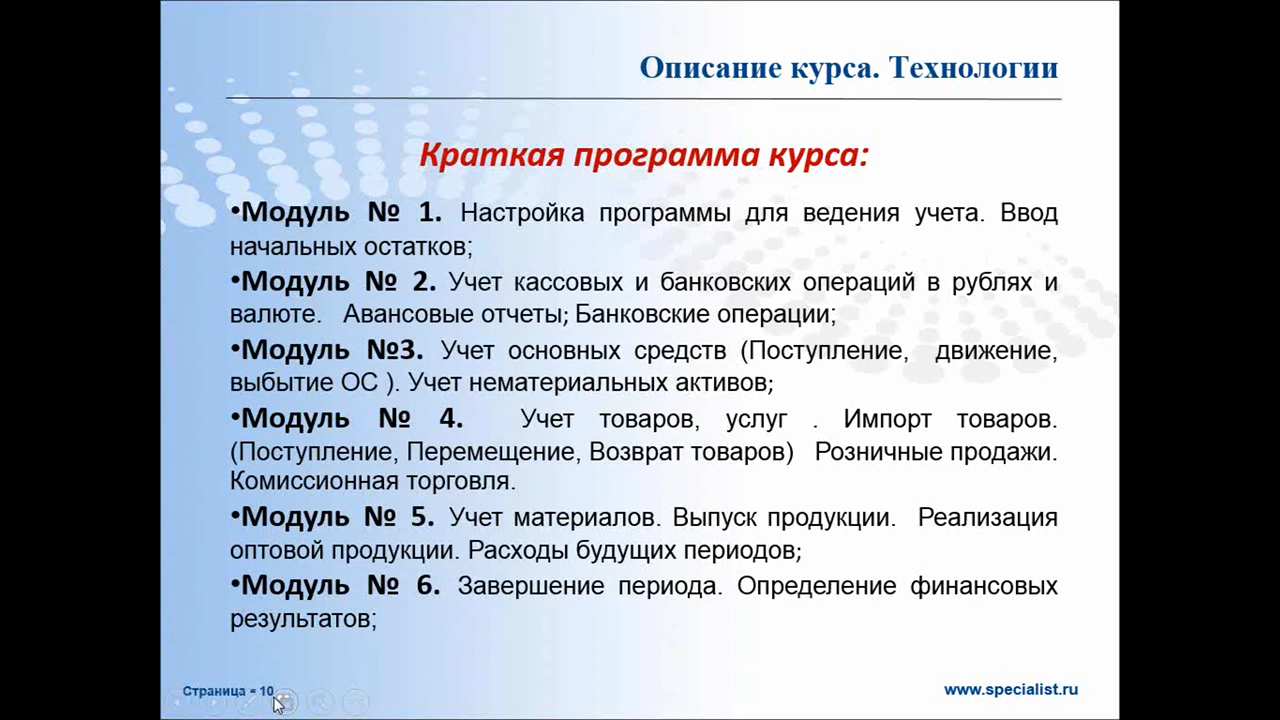 Описание курса. Технологии
Краткая программа курса:
•Модуль № 1. Настройка программы для ведения учета. Ввод
начальных остатков;
•Модуль № 2. Учет кассовых и банковских операций в рублях и
валюте. Авансовые отчеты; Банковские операции;
•Модуль №3. Учет основных средств (Поступление, движение,
выбытие ОС ). Учет нематериальных активов;
•Модуль № 4. Учет товаров, услуг . Импорт товаров.
(Поступление, Перемещение, Возврат товаров) Розничные продажи.
Комиссионная торговля.
•Модуль № 5. Учет материалов. Выпуск продукции. Реализация
оптовой продукции. Расходы будущих периодов;
•Модуль № 6. Завершение периода. Определение финансовых
результатов;
Страница = 10
www.specialist.ru